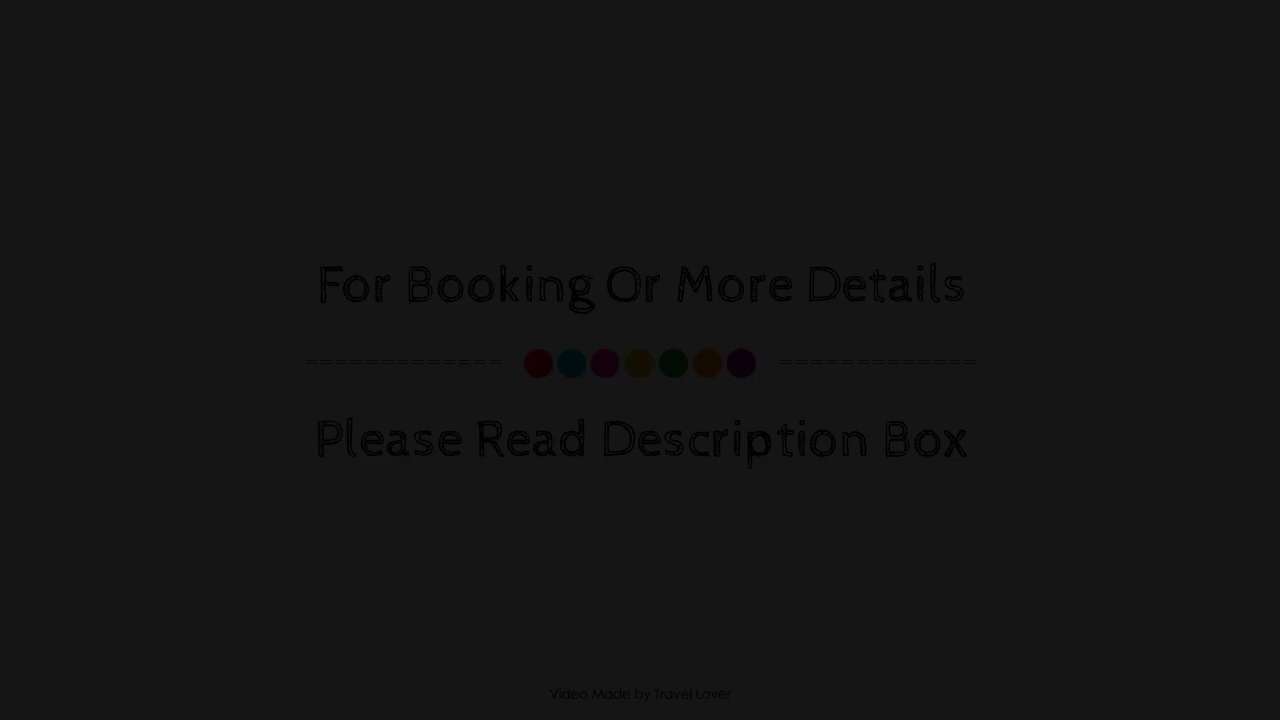 For Booking Or More Details
============= =============
Please Read Description Box
Video Made by Travel Lover